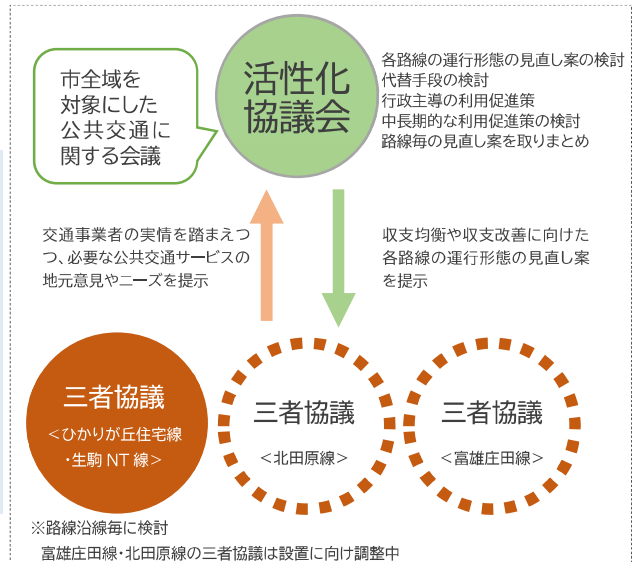 市全域を
対象にした
公共交通に
関する会議
活性化
協議会
各路線の運行形態の見直し案の検討
代替手段の検討
行政主導の利用促進策
中長期的な利用促進策の検討
路線毎の見直し案を取りまとめ
交通事業者の実情を踏まえつ
つ、必要な公共交通サービスの
地元意見やニーズを提示
収支均衡や収支改善に向けた
各路線の運行形態の見直し案
を提示
三者協議
<ひかりが丘住宅線
・生駒 NT 線>
三者協議
<北田原線>
三者協議
<富雄庄田線>
※路線沿線毎に検討
富雄庄田線・北田原線の三者協議は設置に向け調整中